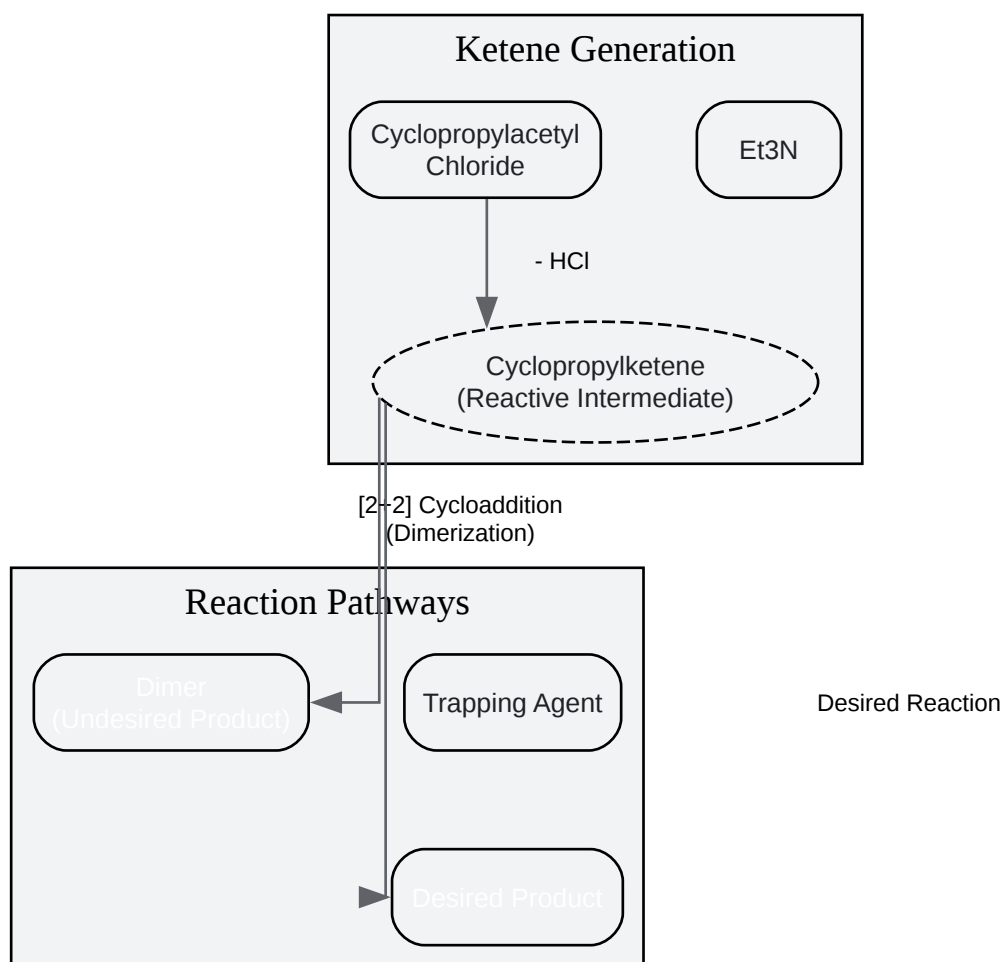 Ketene Generation
Cyclopropylacetyl
Chloride
Et3N
- HCl
Cyclopropylketene
(Reactive Intermediate)
[2+2] Cycloaddition
(Dimerization)
Reaction Pathways
Dimer
(Undesired Product)
Trapping Agent
Desired Reaction
Desired Product